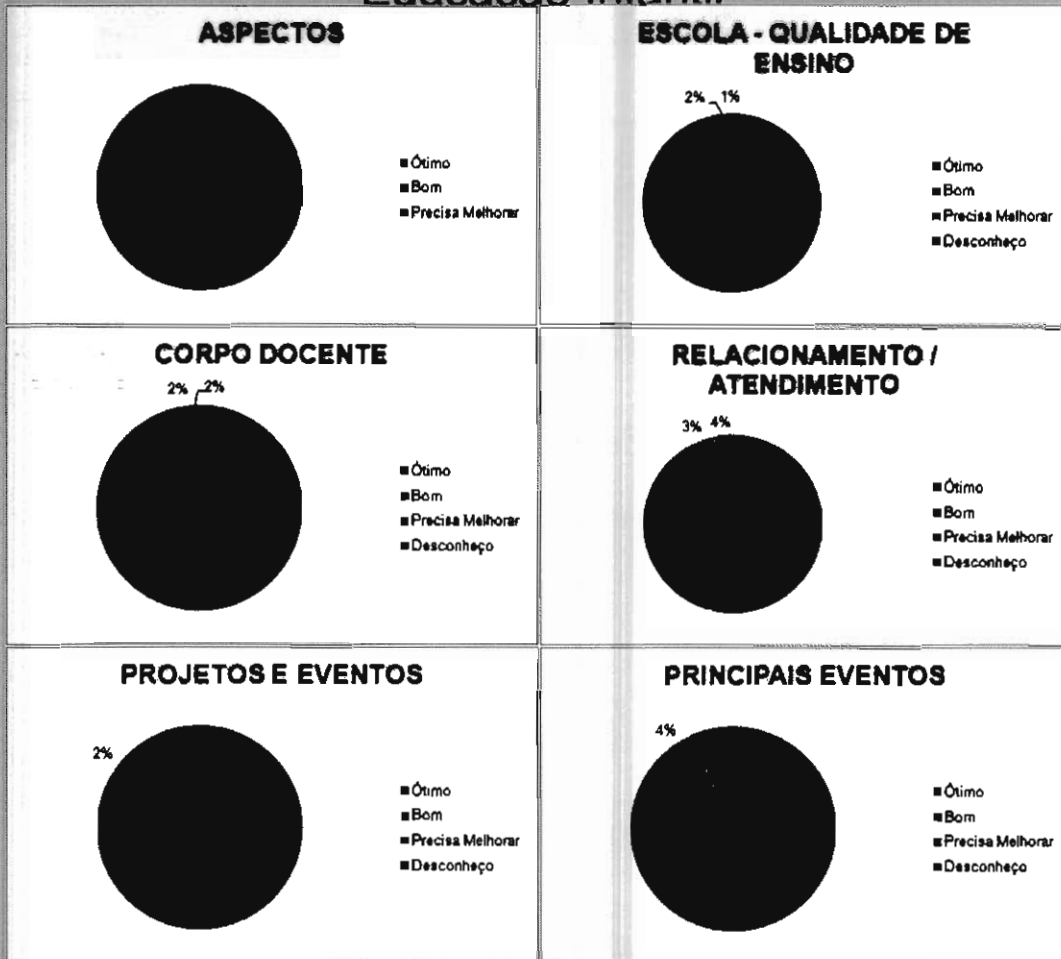 ASPECTOS
Ótimo
Bom
Precisa Melhorar
ESCOLA - QUALIDADE DE
ENSINO
2% 1%
Ótimo
Bom
Precisa Melhorar
Desconheço
CORPO DOCENTE
2% 2%
Ótimo
Bom
Precisa Melhorar
Desconheço
RELACIONAMENTO /
ATENDIMENTO
3% 4%
Ótimo
Bom
Precisa Melhorar
Desconheço
PROJETOS E EVENTOS
2%
Ótimo
Bom
Precisa Melhorar
Desconheço
PRINCIPAIS EVENTOS
4%
Ótimo
Bom
Precisa Melhorar
Desconheço